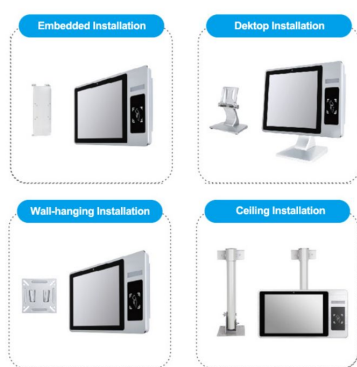 Embedded Installation
Dektop Installation
Wall-hanging Installation
Ceiling Installation